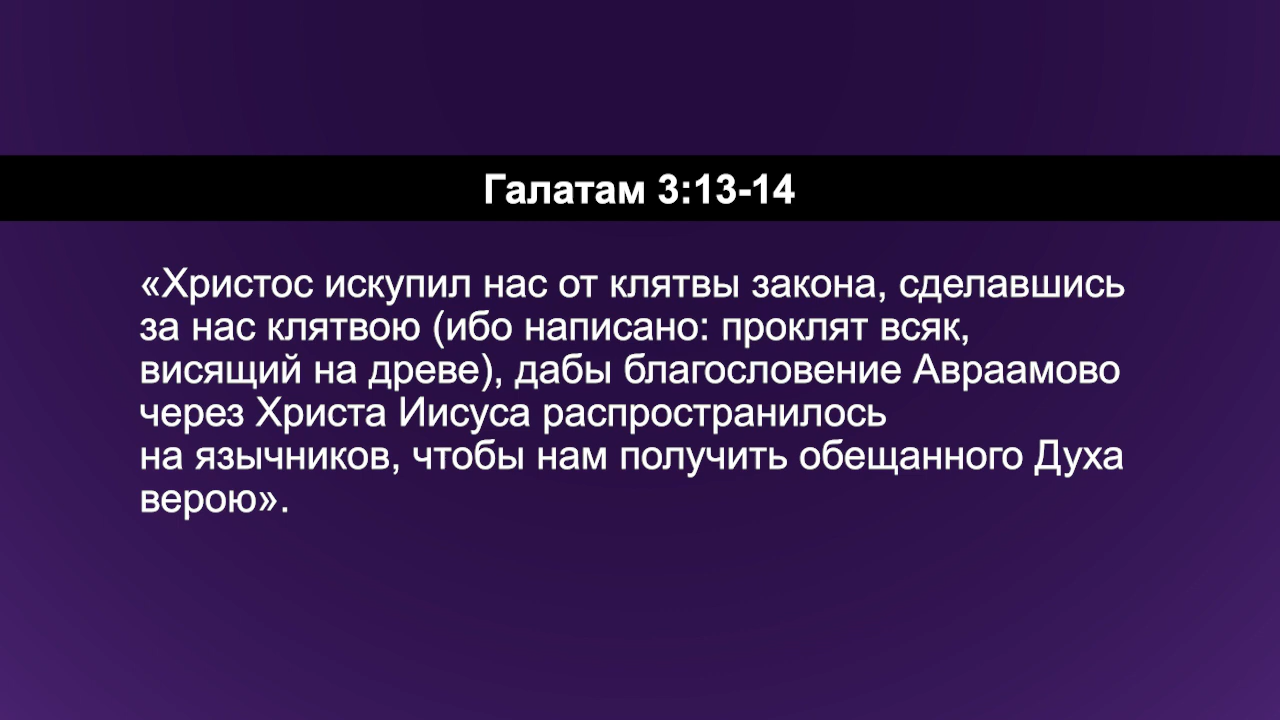 Галатам 3:13-14
«Христос искупил нас от клятвы закона, сделавшись
за нас клятвою (ибо написано: проклят всяк,
висящий на древе), дабы благословение Авраамово
через Христа Иисуса распространилось
на язычников, чтобы нам получить обещанного Духа
верою».